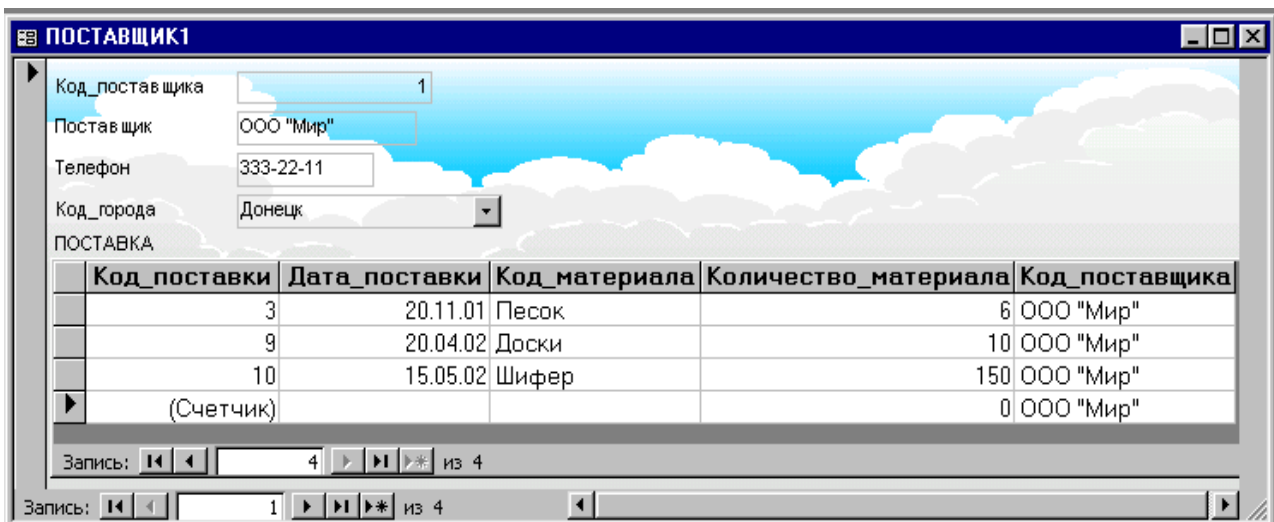 ПОСТАВЩИК1
Код_поставщика 1
Поставщик ООО "Мир"
Телефон 333-22-11
Код_города Донецк
ПОСТАВКА
Код_поставки Дата_поставки Код_материала Количество_материала Код_поставщика
3 20.11.01 Песок 6 ООО "Мир"
9 20.04.02 Доски 10 ООО "Мир"
10 15.05.02 Шифер 150 ООО "Мир"
(Счетчик) 0 ООО "Мир"
Запись: 4 из 4
Запись: 1 из 4